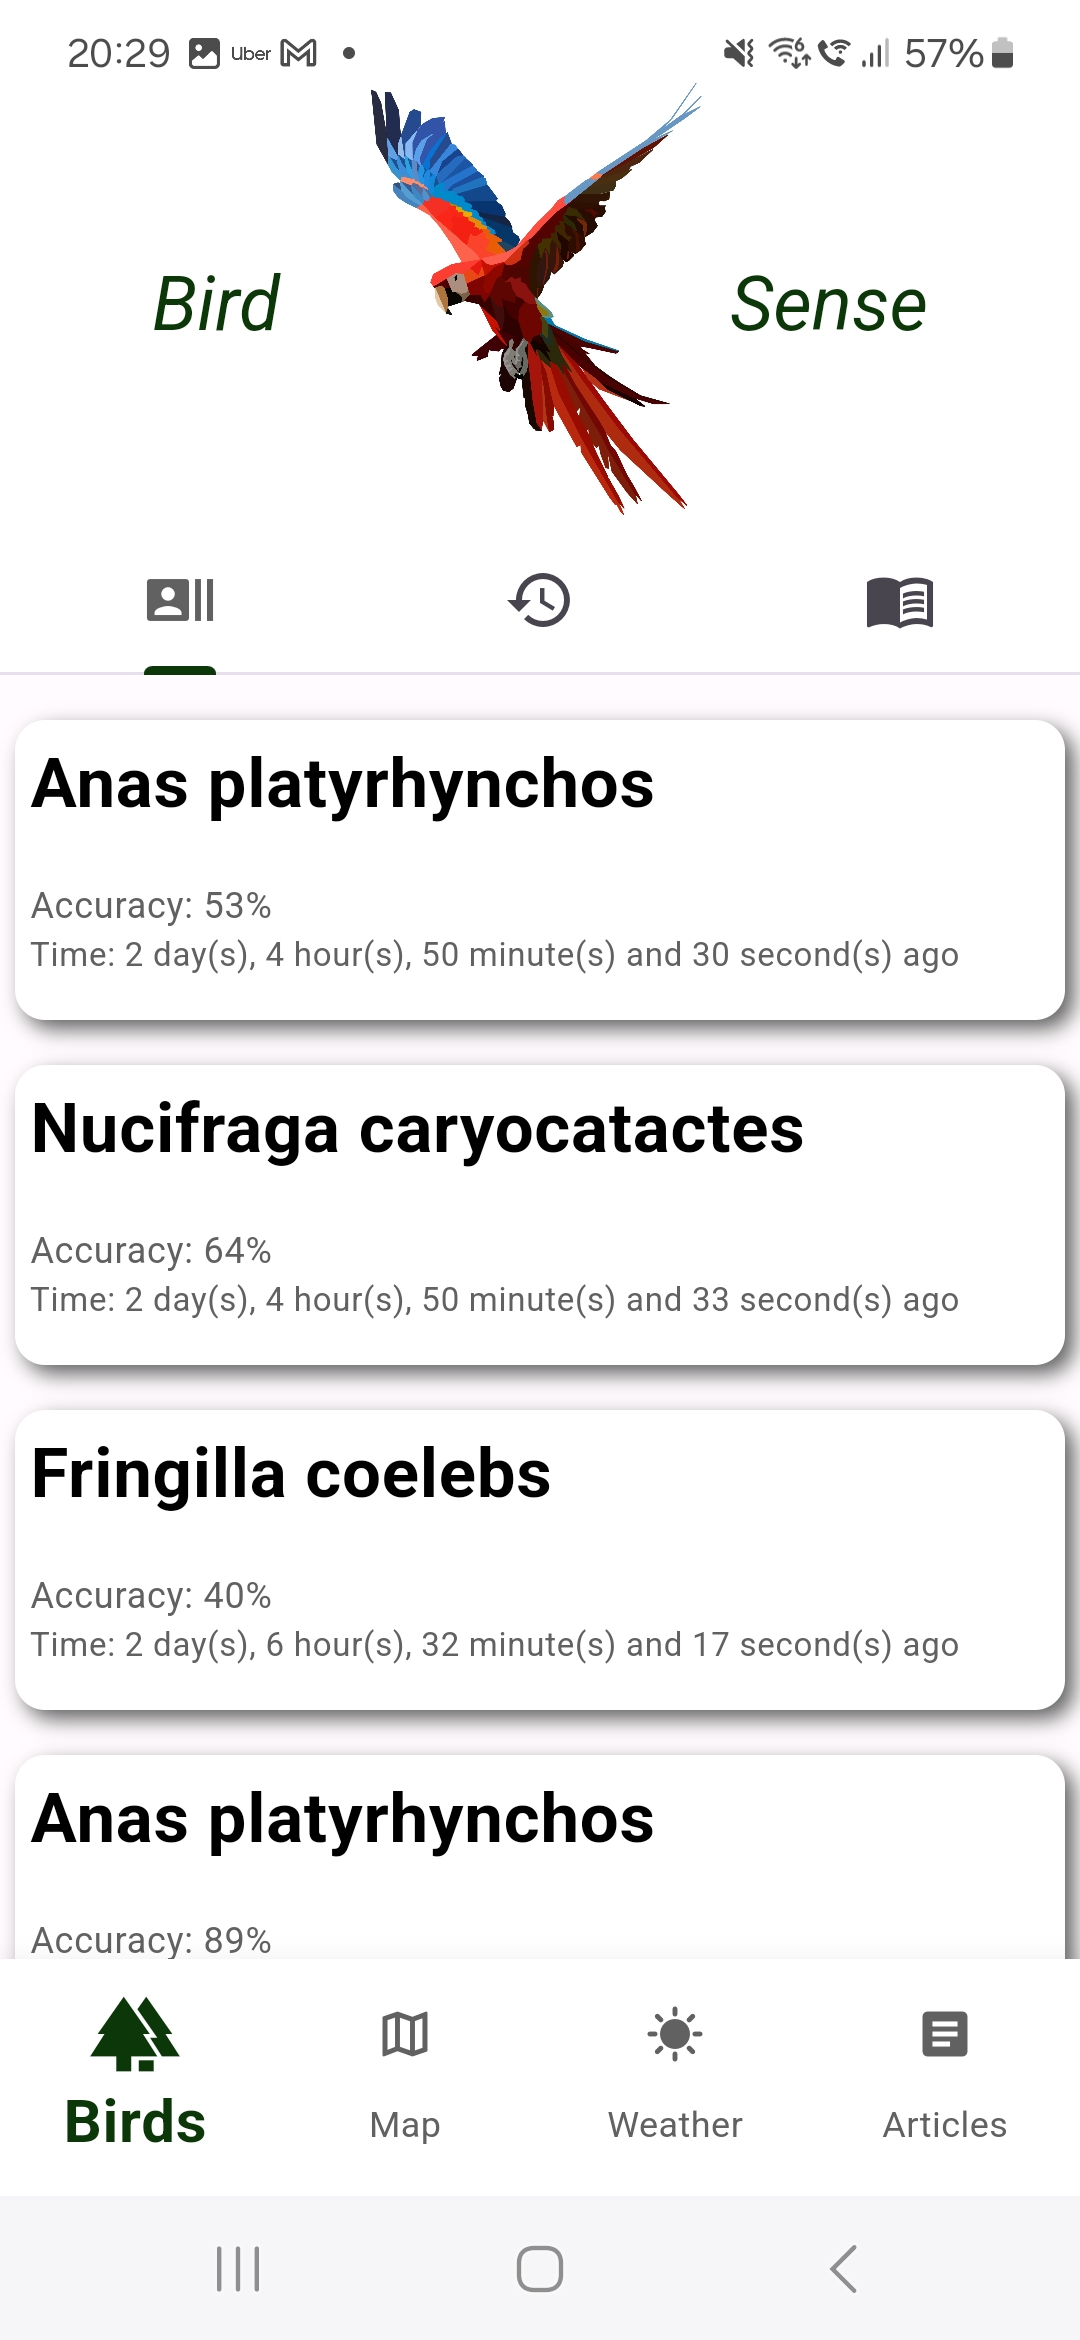 20:29 Uber 57%
Bird Sense
Anas platyrhynchos
Accuracy: 53%
Time: 2 day(s), 4 hour(s), 50 minute(s) and 30 second(s) ago
Nucifraga caryocatactes
Accuracy: 64%
Time: 2 day(s), 4 hour(s), 50 minute(s) and 33 second(s) ago
Fringilla coelebs
Accuracy: 40%
Time: 2 day(s), 6 hour(s), 32 minute(s) and 17 second(s) ago
Anas platyrhynchos
Accuracy: 89%
Birds Map Weather Articles